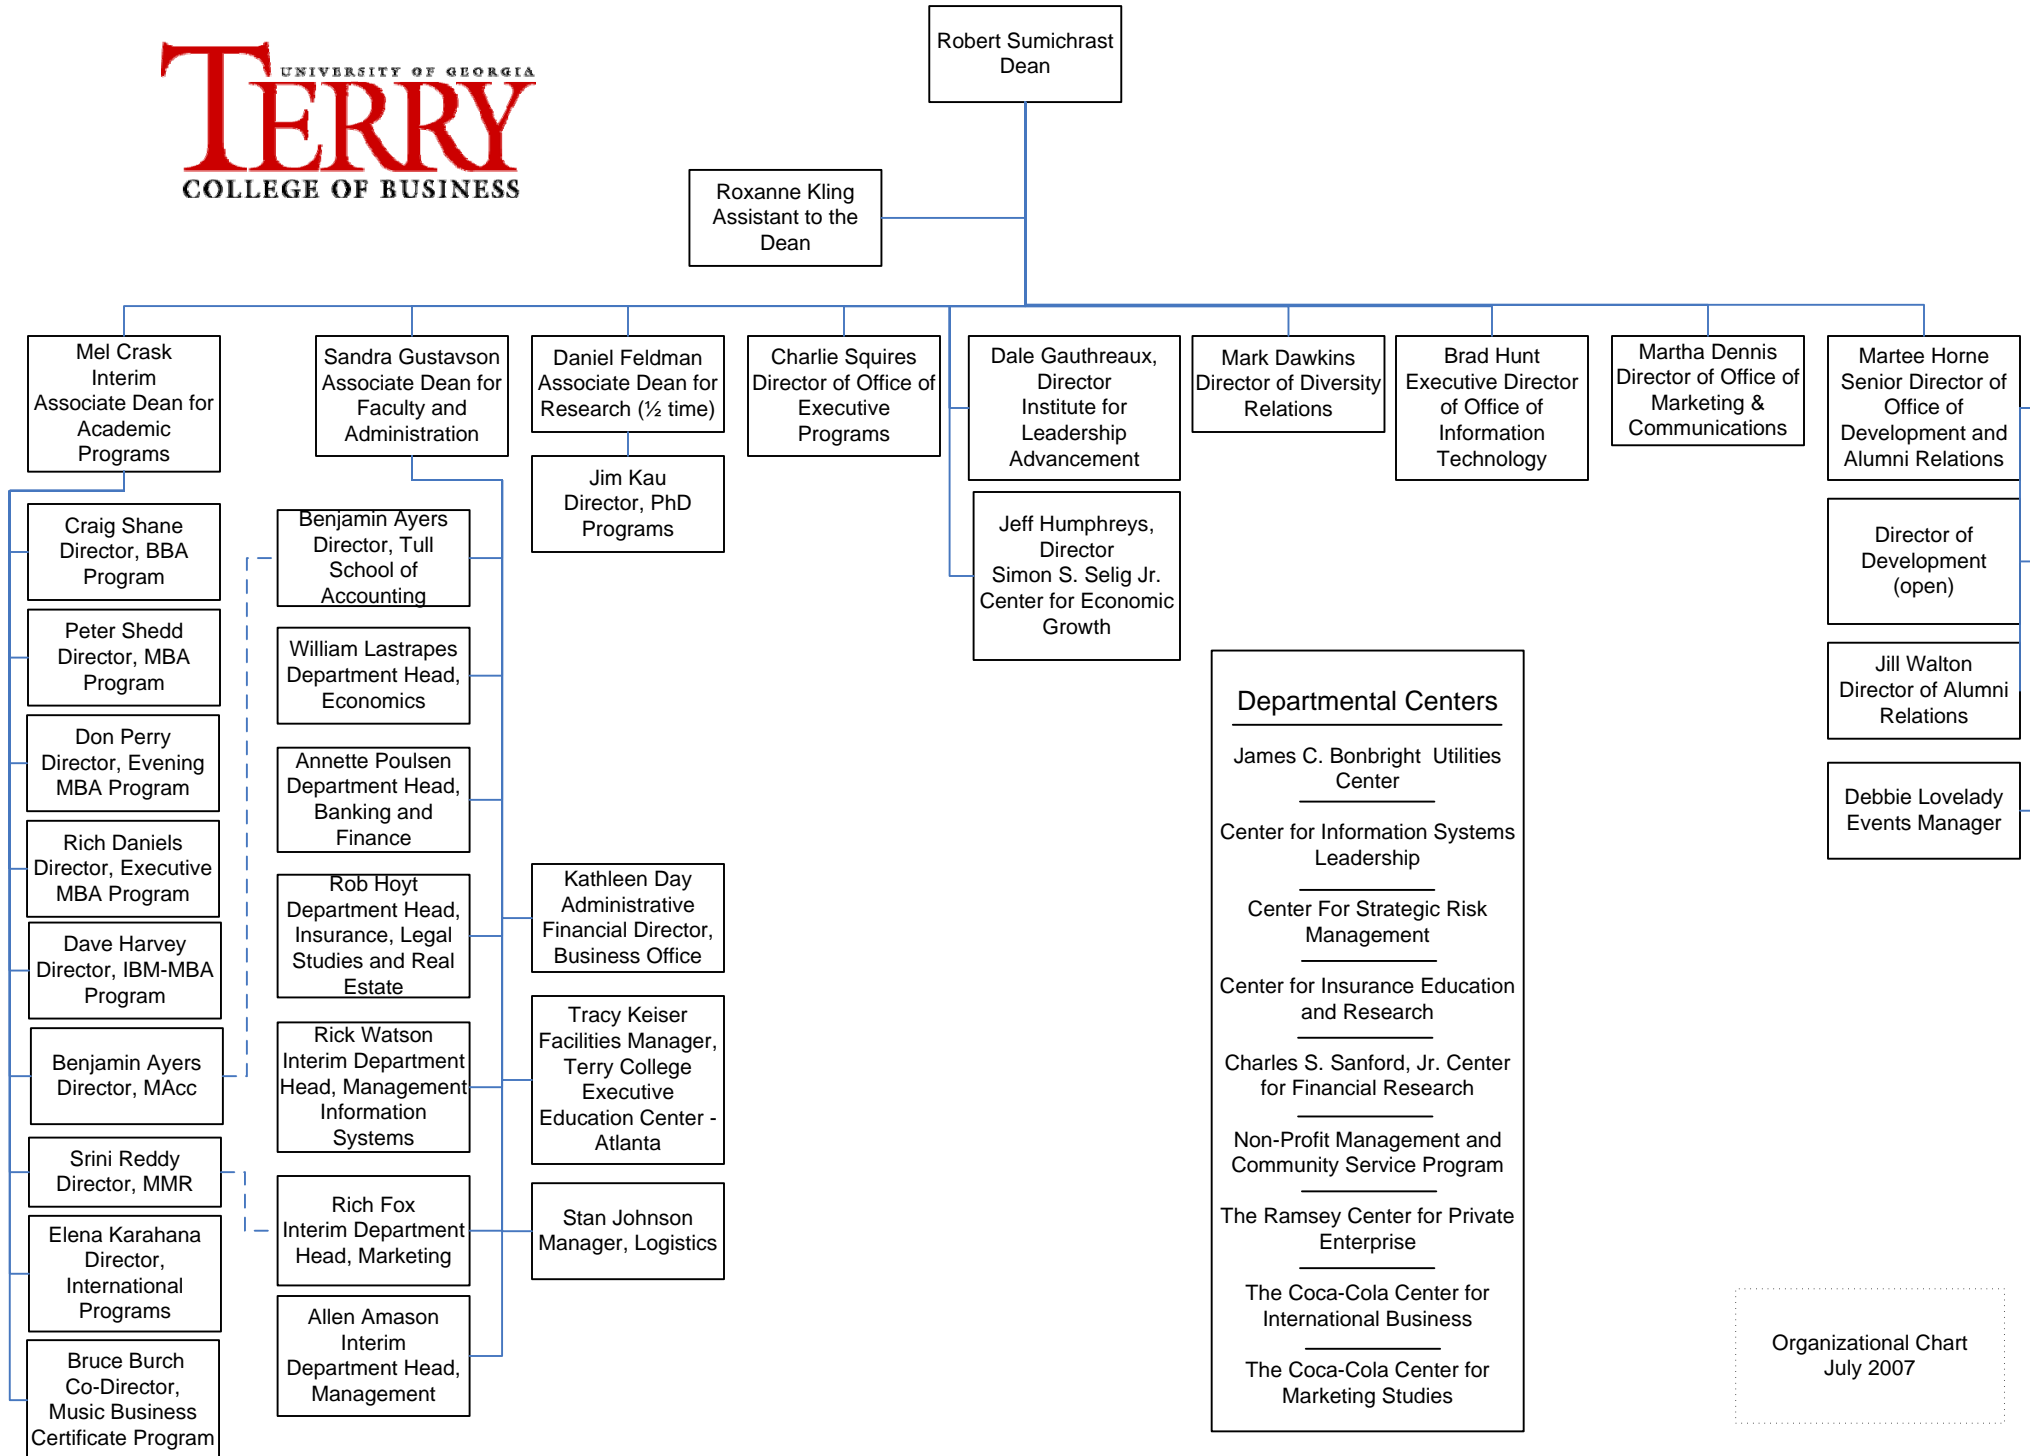 UNIVERSITY OF GEORGIA
TERRY
COLLEGE OF BUSINESS
Robert Sumichrast
Dean
Roxanne Kling
Assistant to the
Dean
Mel Crask
Interim
Associate Dean for
Academic
Programs
Craig Shane
Director, BBA
Program
Peter Shedd
Director, MBA
Program
Don Perry
Director, Evening
MBA Program
Rich Daniels
Director, Executive
MBA Program
Dave Harvey
Director, IBM-MBA
Program
Benjamin Ayers
Director, MAcc
Srini Reddy
Director, MMR
Elena Karahana
Director,
International
Programs
Bruce Burch
Co-Director,
Music Business
Certificate Program
Sandra Gustavson
Associate Dean for
Faculty and
Administration
Benjamin Ayers
Director, Tull
School of
Accounting
William Lastrapes
Department Head,
Economics
Annette Poulsen
Department Head,
Banking and
Finance
Rob Hoyt
Department Head,
Insurance, Legal
Studies and Real
Estate
Rick Watson
Interim Department
Head, Management
Information
Systems
Rich Fox
Interim Department
Head, Marketing
Allen Amason
Interim
Department Head,
Management
Kathleen Day
Administrative
Financial Director,
Business Office
Tracy Keiser
Facilities Manager,
Terry College
Executive
Education Center -
Atlanta
Stan Johnson
Manager, Logistics
Daniel Feldman
Associate Dean for
Research (½ time)
Jim Kau
Director, PhD
Programs
Charlie Squires
Director of Office of
Executive
Programs
Dale Gauthreaux,
Director
Institute for
Leadership
Advancement
Jeff Humphreys,
Director
Simon S. Selig Jr.
Center for Economic
Growth
Mark Dawkins
Director of Diversity
Relations
Brad Hunt
Executive Director
of Office of
Information
Technology
Martha Dennis
Director of Office of
Marketing &
Communications
Martee Horne
Senior Director of
Office of
Development and
Alumni Relations
Director of
Development
(open)
Jill Walton
Director of Alumni
Relations
Debbie Lovelady
Events Manager
Departmental Centers
James C. Bonbright Utilities
Center
Center for Information Systems
Leadership
Center For Strategic Risk
Management
Center for Insurance Education
and Research
Charles S. Sanford, Jr. Center
for Financial Research
Non-Profit Management and
Community Service Program
The Ramsey Center for Private
Enterprise
The Coca-Cola Center for
International Business
The Coca-Cola Center for
Marketing Studies
Organizational Chart
July 2007